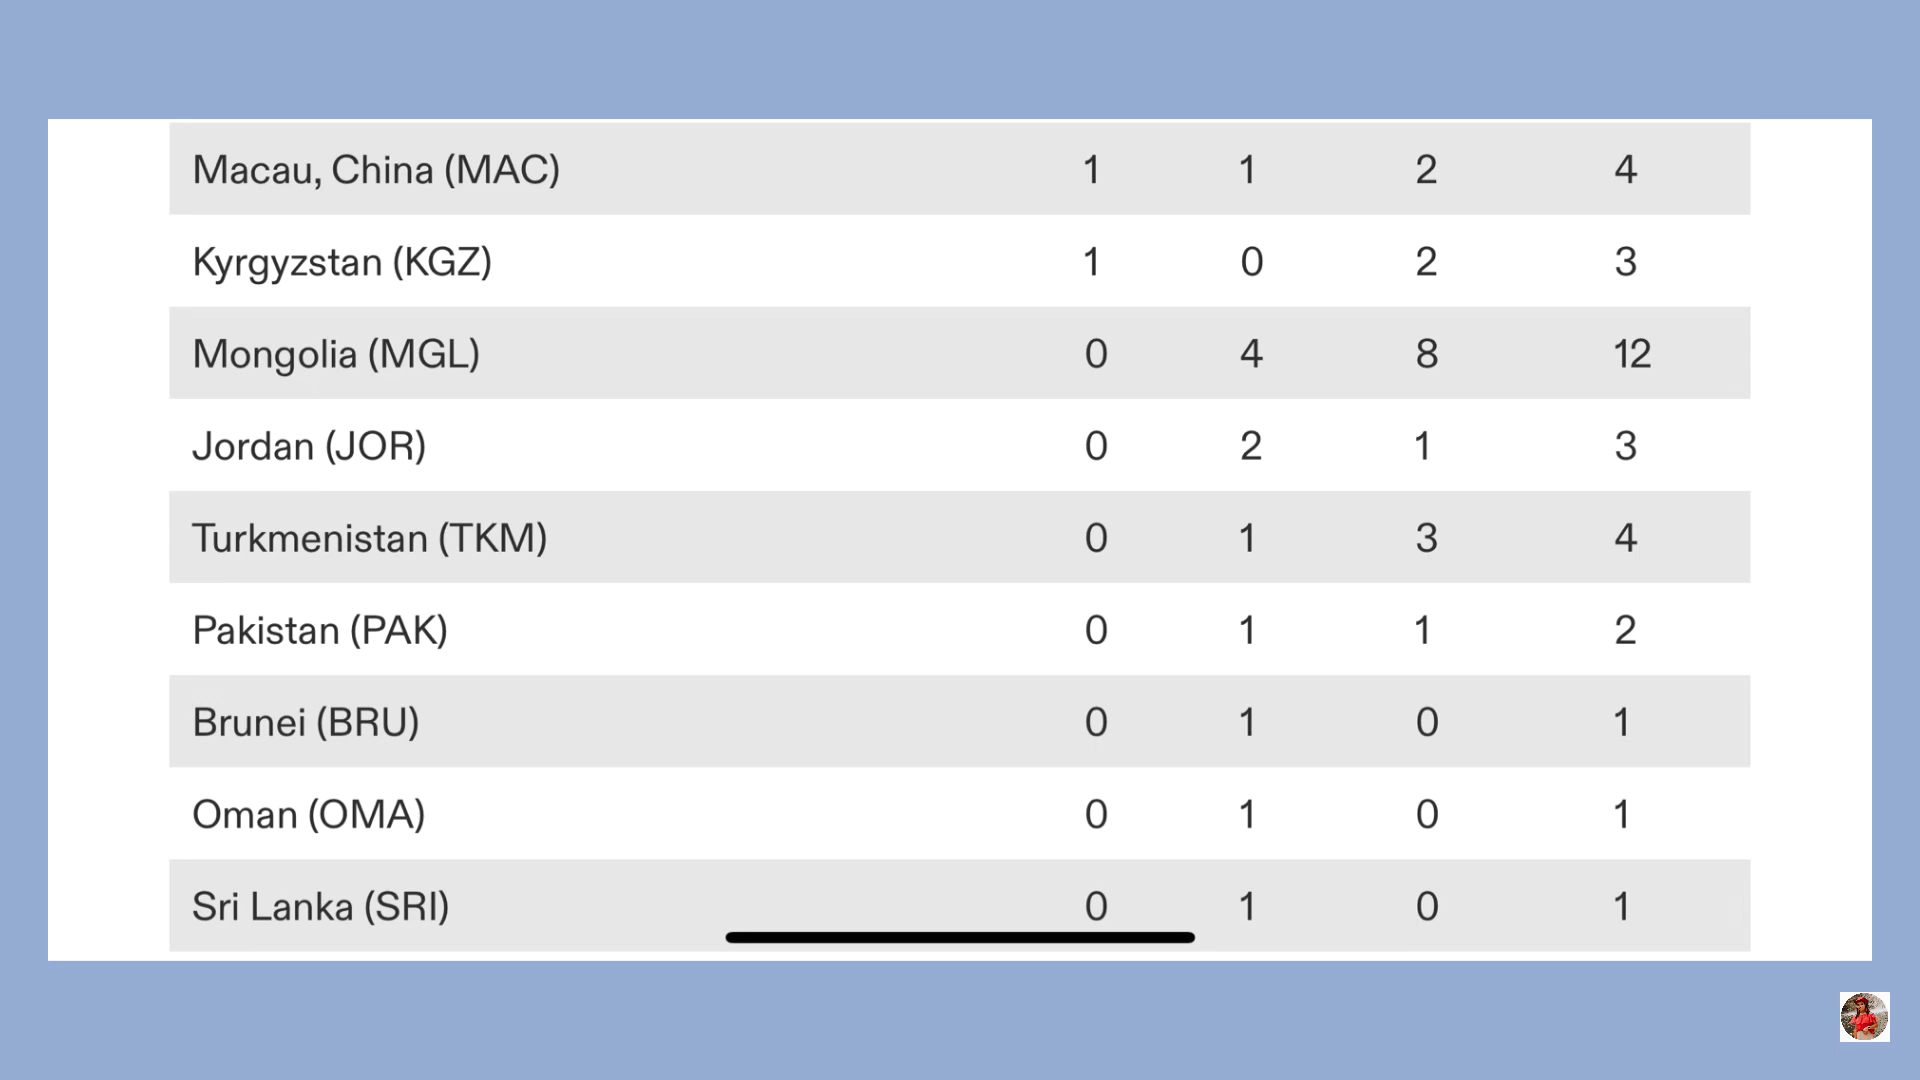 Macau, China (MAC) 1 1 2 4
Kyrgyzstan (KGZ) 1 0 2 3
Mongolia (MGL) 0 4 8 12
Jordan (JOR) 0 2 1 3
Turkmenistan (TKM) 0 1 3 4
Pakistan (PAK) 0 1 1 2
Brunei (BRU) 0 1 0 1
Oman (OMA) 0 1 0 1
Sri Lanka (SRI) 0 1 0 1